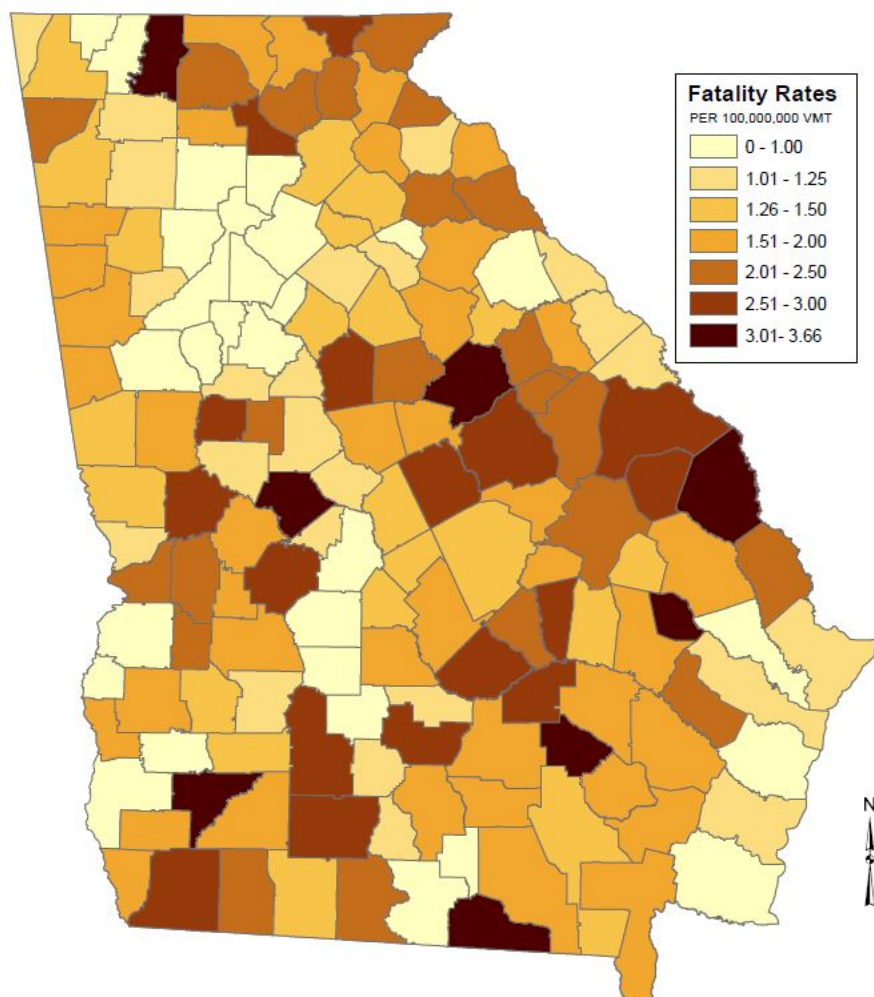 Fatality Rates
PER 100,000,000 VMT
0 - 1.00
1.01 - 1.25
1.26 - 1.50
1.51 - 2.00
2.01 - 2.50
2.51 - 3.00
3.01- 3.66
N